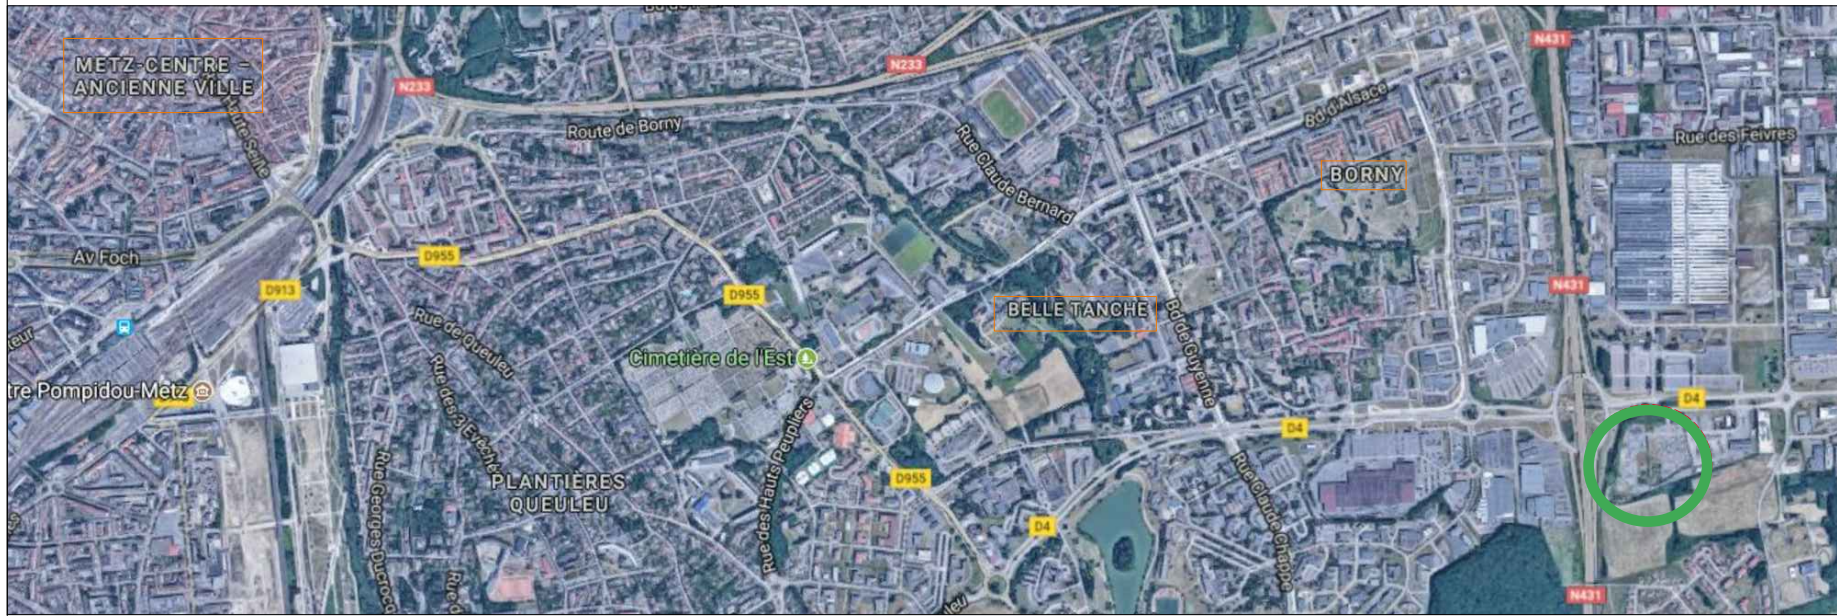 METZ-CENTRE -
ANCIENNE VILLE
Haute Seille
N233
N233
Route de Borny
Rue Claude Bernard
Bd d'Alsace
N431
Rue des Feivres
BORNY
Av Foch
D955
D913
D955
Rue de Queuleu
Rue des 3 Evêchés
Cimetière de l'Est
BELLE TANCHE
Bd de Guyenne
N431
tre Pompidou-Metz
D4
D4
Rue des Hauts Peupliers
PLANTIÈRES
QUEULEU
D955
D4
Rue Georges Ducrocq
Rue Claude Chappe
N431